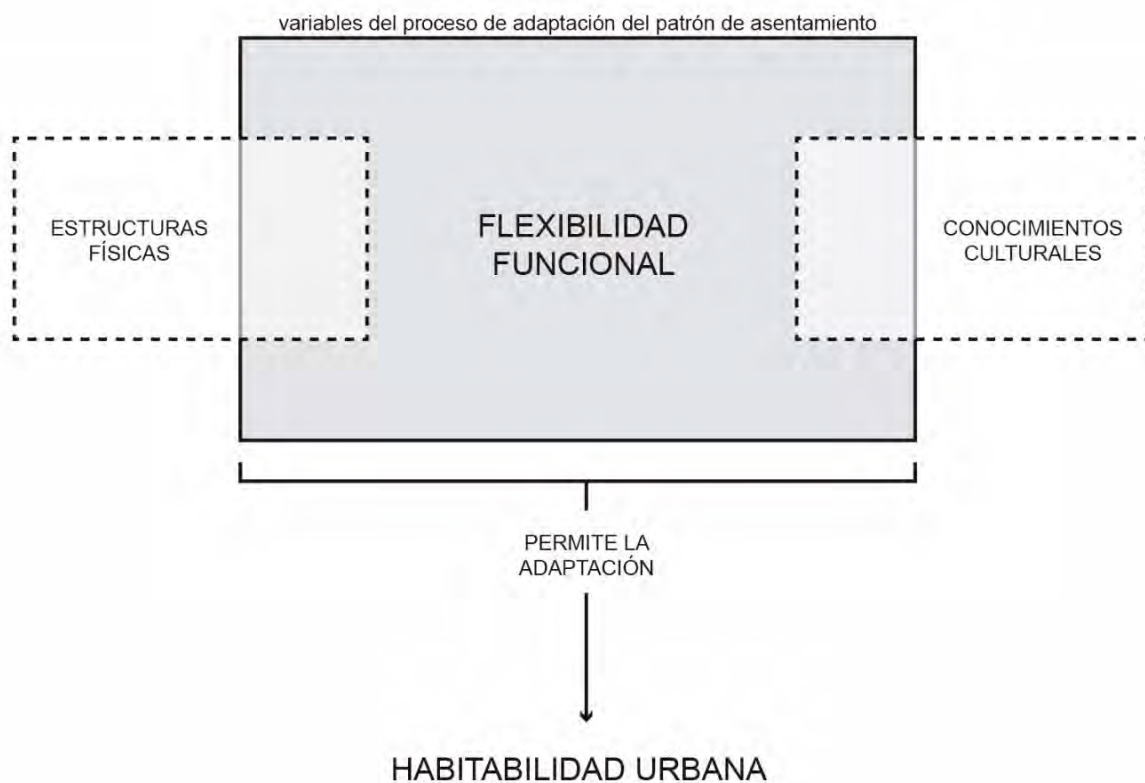 variables del proceso de adaptación del patrón de asentamiento
ESTRUCTURAS
FÍSICAS
FLEXIBILIDAD
FUNCIONAL
CONOCIMIENTOS
CULTURALES
PERMITE LA
ADAPTACIÓN
HABITABILIDAD URBANA